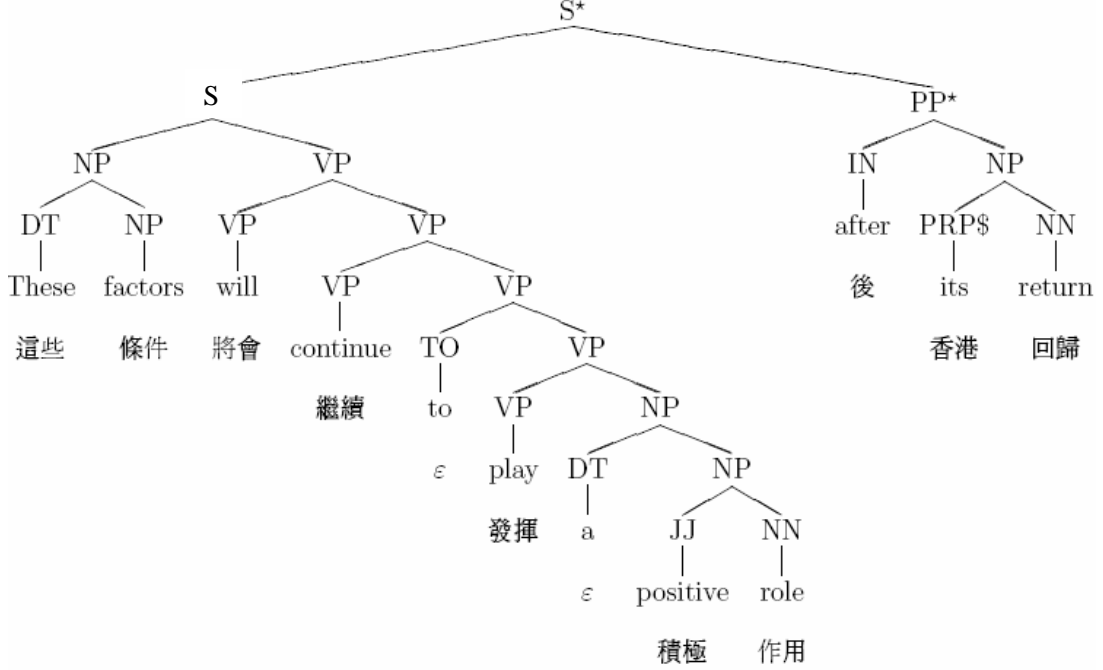 S⋆
S PP⋆
NP VP IN NP
DT NP VP VP after PRP$ NN
These factors will VP VP 後 its return
這些 條件 將會 continue TO VP 香港 回歸
繼續 to VP NP
ε play DT NP
發揮 a JJ NN
ε positive role
積極 作用